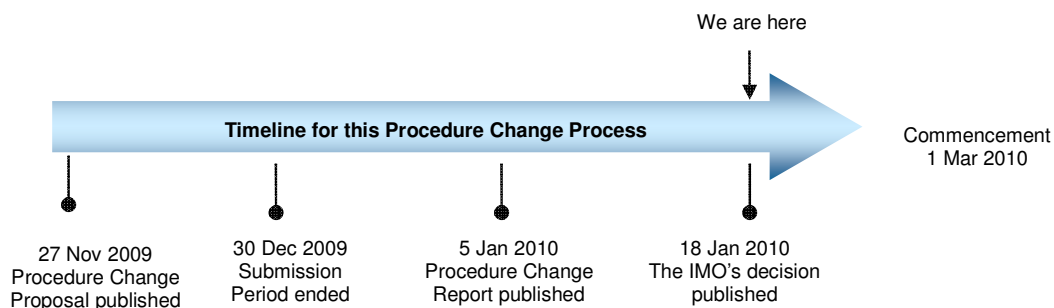 We are here
Timeline for this Procedure Change Process
Commencement
1 Mar 2010
27 Nov 2009
Procedure Change
Proposal published
30 Dec 2009
Submission
Period ended
5 Jan 2010
Procedure Change
Report published
18 Jan 2010
The IMO's decision
published